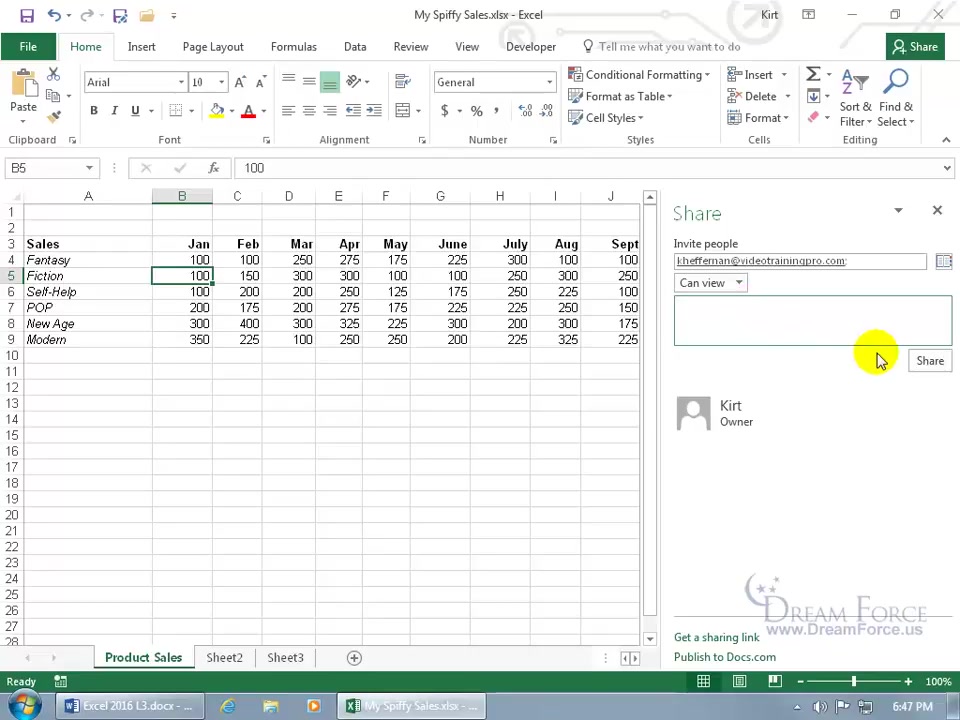 My Spiffy Sales.xlsx - Excel
Kirt
File Home Insert Page Layout Formulas Data Review View Developer Tell me what you want to do Share
Paste
Arial 10
B I U A
General
$ % ,
Conditional Formatting
Format as Table
Cell Styles
Insert
Delete
Format
Sort & Filter
Find & Select
Clipboard Font Alignment Number Styles Cells Editing
B5 fx 100
A B C D E F G H I J
1
2
3 Sales Jan Feb Mar Apr May June July Aug Sept
4 Fantasy 100 100 250 275 175 225 300 100 100
5 Fiction 100 150 300 300 100 100 250 300 250
6 Self-Help 100 200 200 250 125 175 250 225 100
7 POP 200 175 200 275 175 225 225 250 150
8 New Age 300 400 300 325 225 300 200 300 175
9 Modern 350 225 100 250 250 200 225 325 225
10
11
12
13
14
15
16
17
18
19
20
21
22
23
24
25
26
27
28
Share
Invite people
kheffernan@videotrainingpro.com;
Can view
Share
Kirt
Owner
DREAM FORCE
www.DreamForce.us
Get a sharing link
Publish to Docs.com
Product Sales Sheet2 Sheet3
Ready 100%
Excel 2016 L3.docx - ... My Spiffy Sales.xlsx - ... 6:47 PM